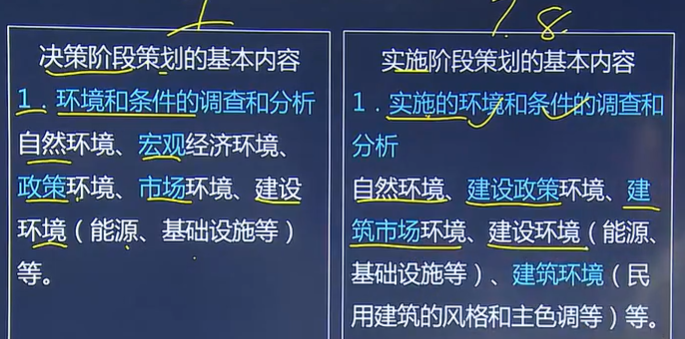 7.8
决策阶段策划的基本内容
1．环境和条件的调查和分析
自然环境、宏观经济环境、
政策环境、市场环境、建设
环境（能源、基础设施等）
等。
实施阶段策划的基本内容
1．实施的环境和条件的调查和
分析
自然环境、建设政策环境、建
筑市场环境、建设环境（能源、
基础设施等）、建筑环境（民
用建筑的风格和主色调等）等。